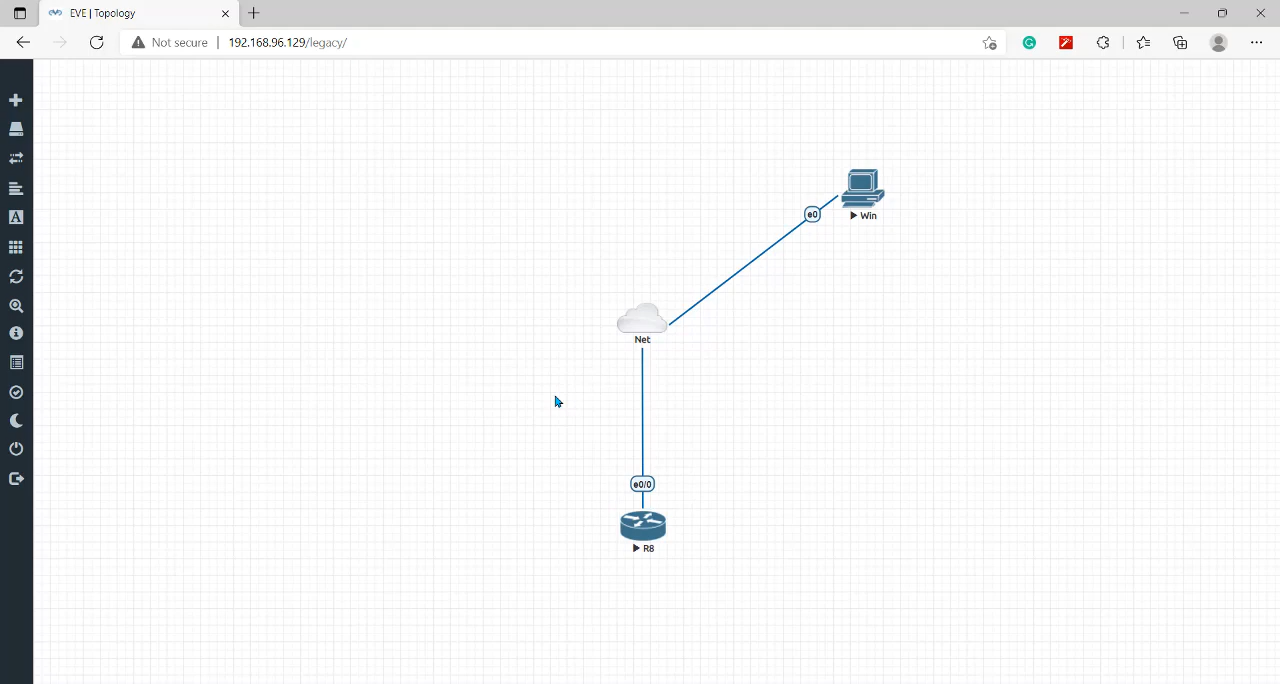 EVE | Topology
Not secure | 192.168.96.129/legacy/
e0
Win
Net
e0/0
R8